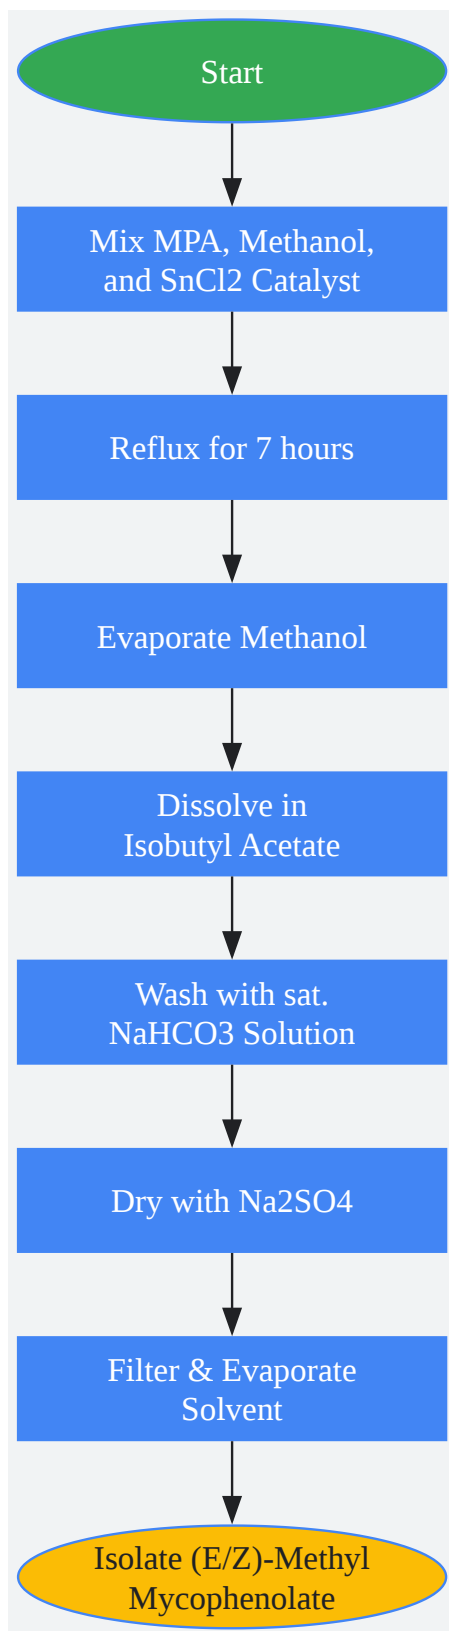 Start
Mix MPA, Methanol,
and SnCl2 Catalyst
Reflux for 7 hours
Evaporate Methanol
Dissolve in
Isobutyl Acetate
Wash with sat.
NaHCO3 Solution
Dry with Na2SO4
Filter & Evaporate
Solvent
Isolate (E/Z)-Methyl
Mycophenolate